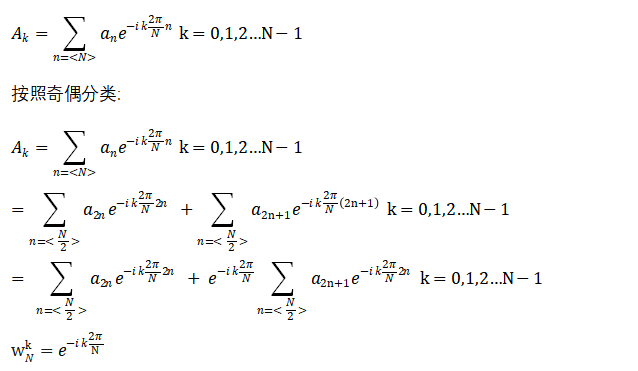 A_k = \sum_{n=<N>} a_n e^{-ik\frac{2\pi}{N}n} k = 0,1,2...N − 1
按照奇偶分类:
A_k = \sum_{n=<N>} a_n e^{-ik\frac{2\pi}{N}n} k = 0,1,2...N − 1
= \sum_{n=<\frac{N}{2}>} a_{2n} e^{-ik\frac{2\pi}{N}2n} + \sum_{n=<\frac{N}{2}>} a_{2n+1} e^{-ik\frac{2\pi}{N}(2n+1)} k = 0,1,2...N − 1
= \sum_{n=<\frac{N}{2}>} a_{2n} e^{-ik\frac{2\pi}{N}2n} + e^{-ik\frac{2\pi}{N}} \sum_{n=<\frac{N}{2}>} a_{2n+1} e^{-ik\frac{2\pi}{N}2n} k = 0,1,2...N − 1
w_N^k = e^{-ik\frac{2\pi}{N}}